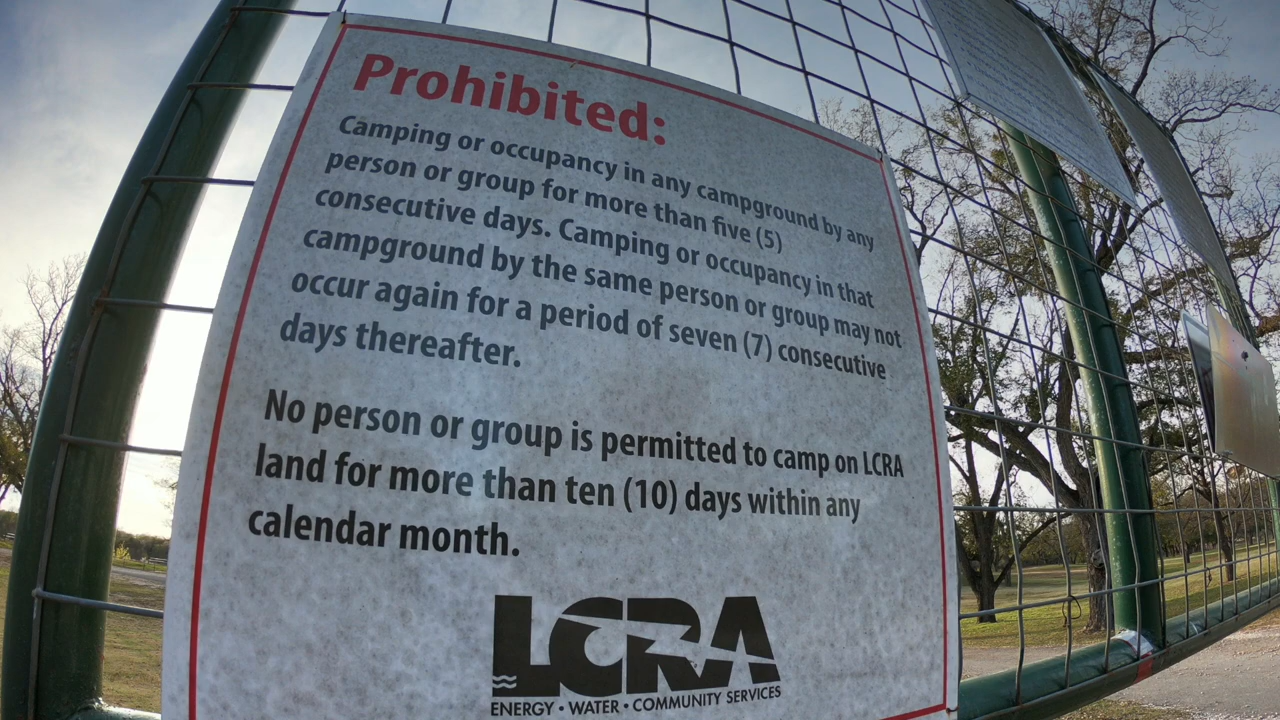 Prohibited:
Camping or occupancy in any campground by any
person or group for more than five (5)
consecutive days. Camping or occupancy in that
campground by the same person or group may not
occur again for a period of seven (7) consecutive
days thereafter.
No person or group is permitted to camp on LCRA
land for more than ten (10) days within any
calendar month.
LCRA
ENERGY • WATER • COMMUNITY SERVICES